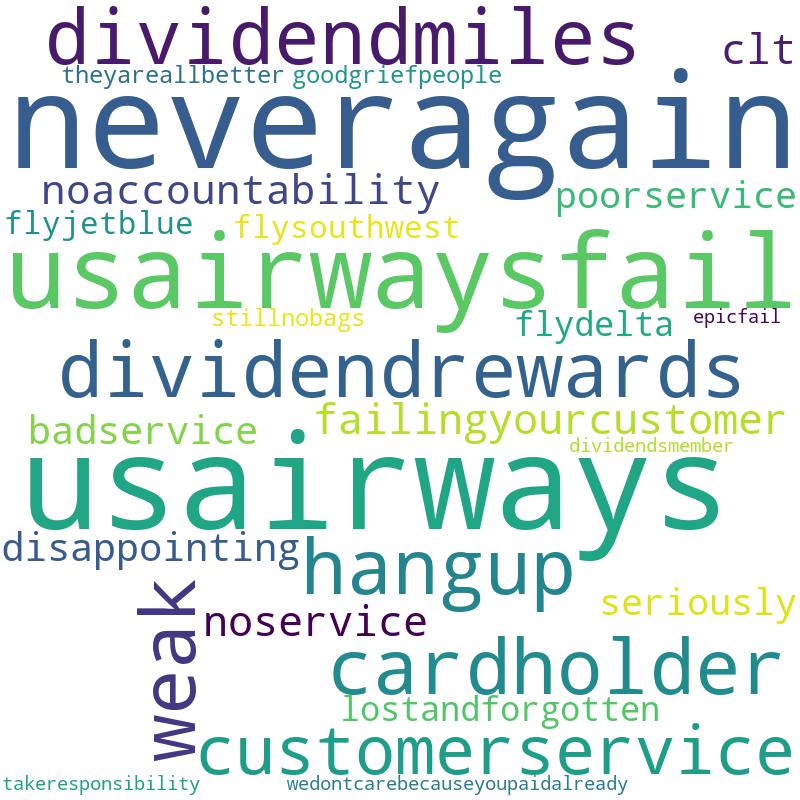 dividendmiles
clt
theyareallbetter goodgriefpeople
neveragain
noaccountability
poorservice
flyjetblue
flysouthwest
usairwaysfail
stillnobags
flydelta
epicfail
dividendrewards
failingyourcustomer
badservice
dividendsmember
usairways
disappointing
hangup
weak
seriously
noservice
cardholder
lostandforgotten
customerservice
takeresponsibility
wedontcarebecauseyoupaidalready